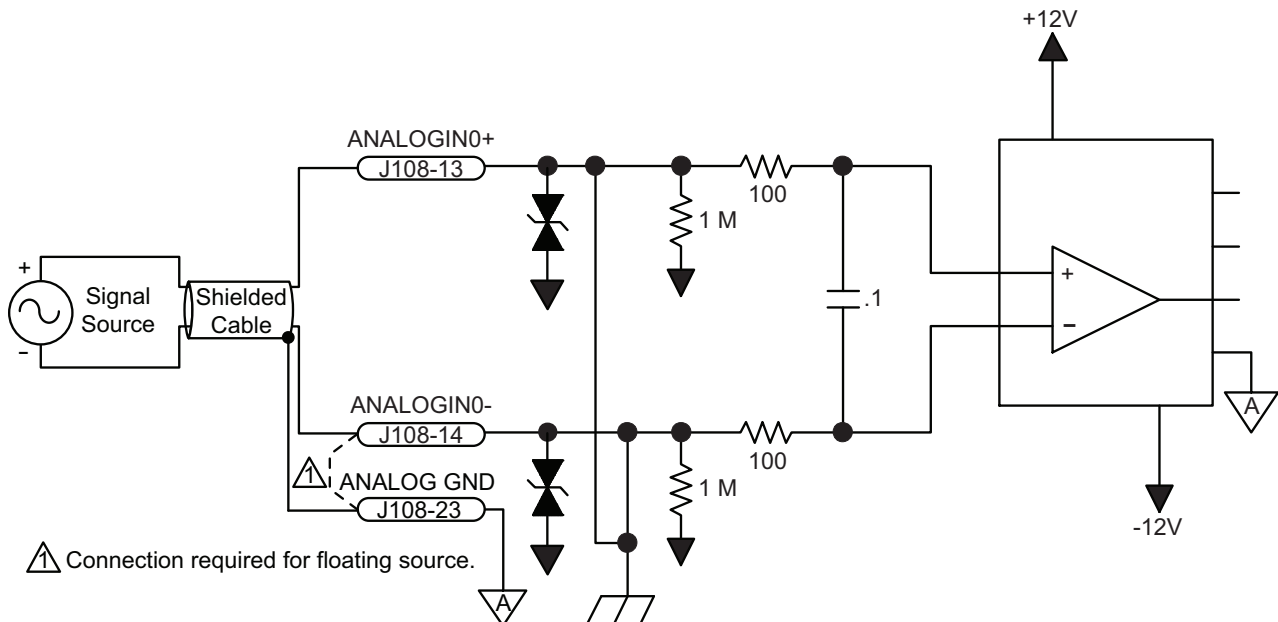 +12V
ANALOGIN0+
J108-13
100
1 M
+
Signal
Source
-
Shielded
Cable
.1
+
-
ANALOGIN0-
J108-14
100
A
1
ANALOG GND
J108-23
1 M
-12V
1 Connection required for floating source.
A